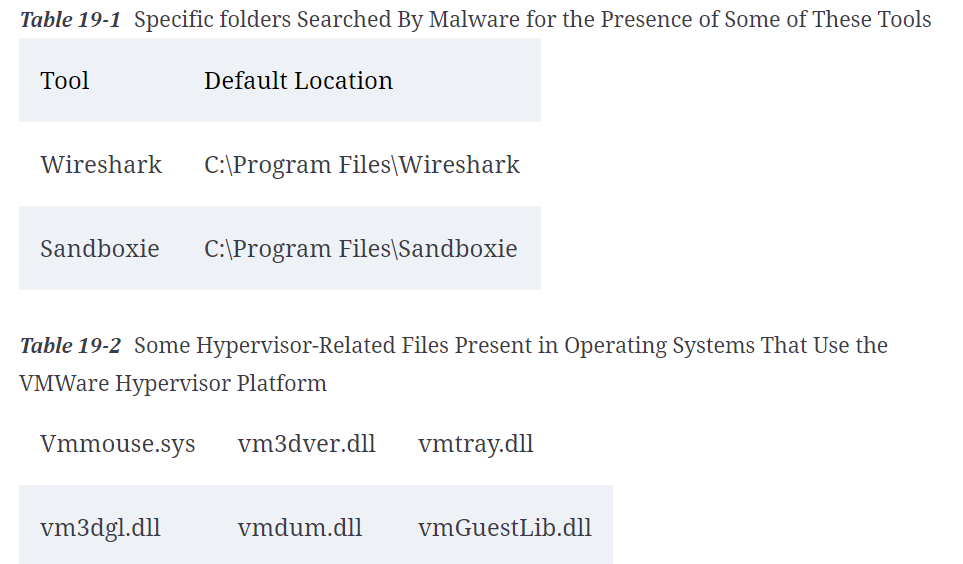 Table 19-1 Specific folders Searched By Malware for the Presence of Some of These Tools
Tool Default Location
Wireshark C:\Program Files\Wireshark
Sandboxie C:\Program Files\Sandboxie
Table 19-2 Some Hypervisor-Related Files Present in Operating Systems That Use the
VMWare Hypervisor Platform
Vmmouse.sys vm3dver.dll vmtray.dll
vm3dgl.dll vmdum.dll vmGuestLib.dll